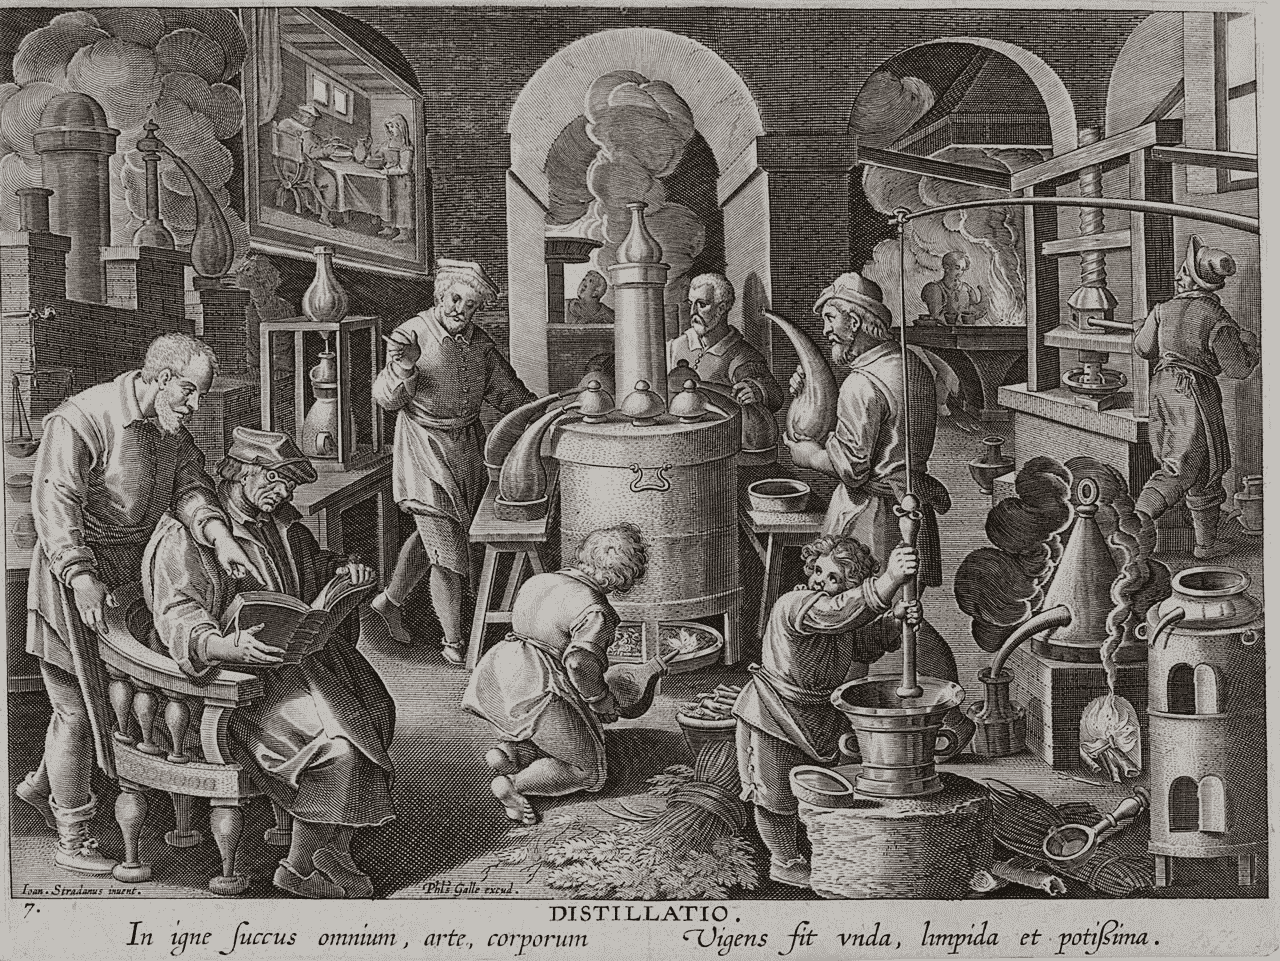 Ioan. Stradanus inuent.
Phls Galle excud.
7.
DISTILLATIO.
In igne ſuccus omnium, arte, corporum Vigens fit vnda, limpida et potiſsima.